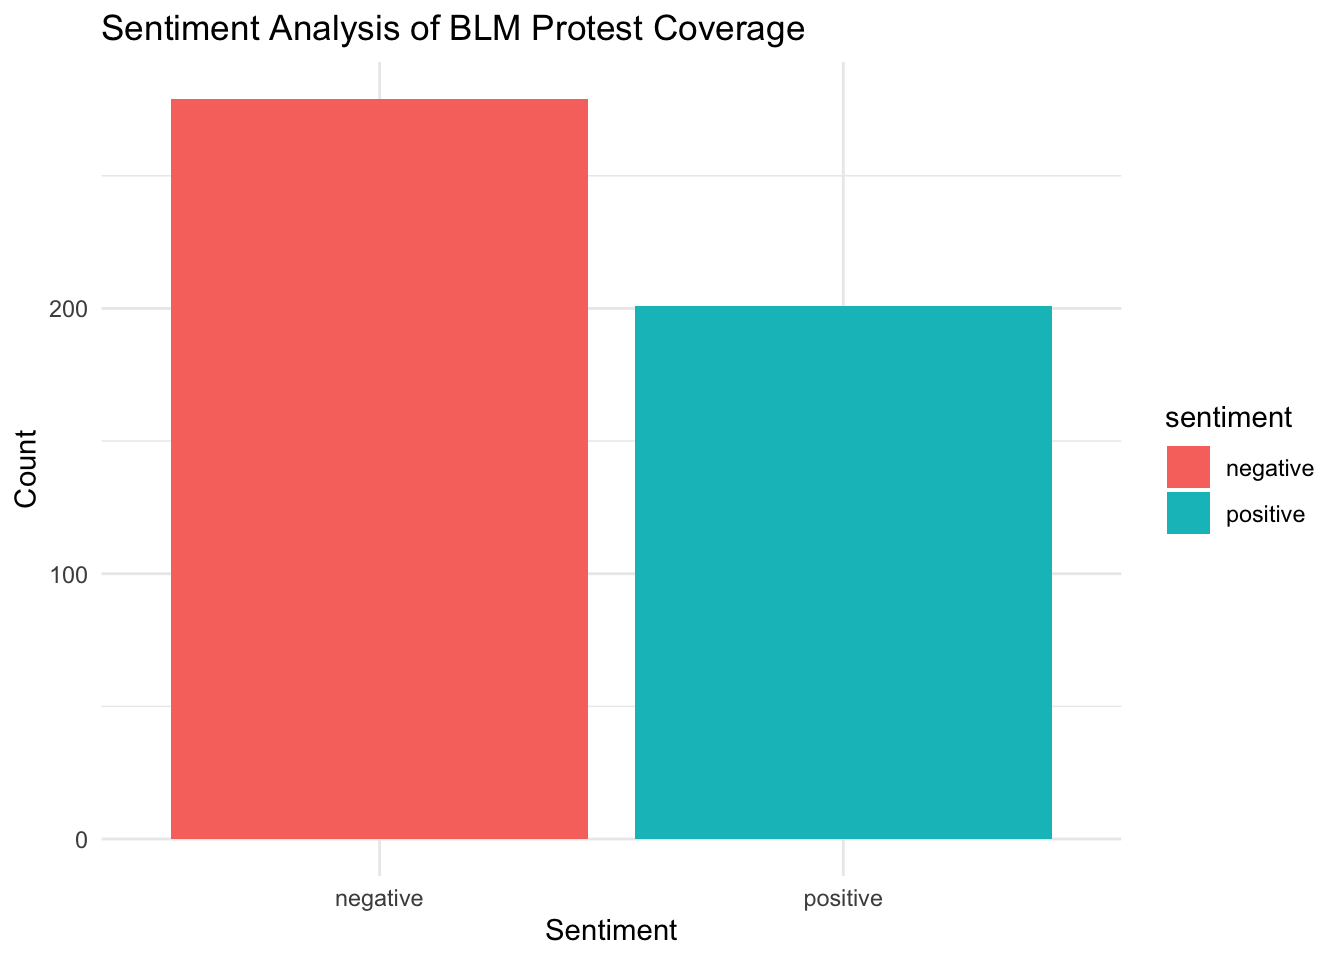 Sentiment Analysis of BLM Protest Coverage
Count
200
100
0
negative
positive
Sentiment
sentiment
negative
positive